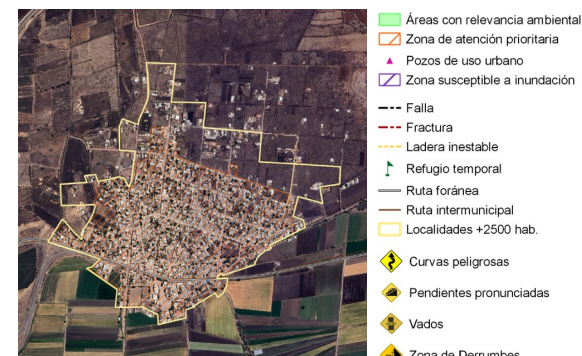 Áreas con relevancia ambiental
Zona de atención prioritaria
Pozos de uso urbano
Zona susceptible a inundación
Falla
Fractura
Ladera inestable
Refugio temporal
Ruta foránea
Ruta intermunicipal
Localidades +2500 hab.
Curvas peligrosas
Pendientes pronunciadas
Vados
Zona de Derrumbes